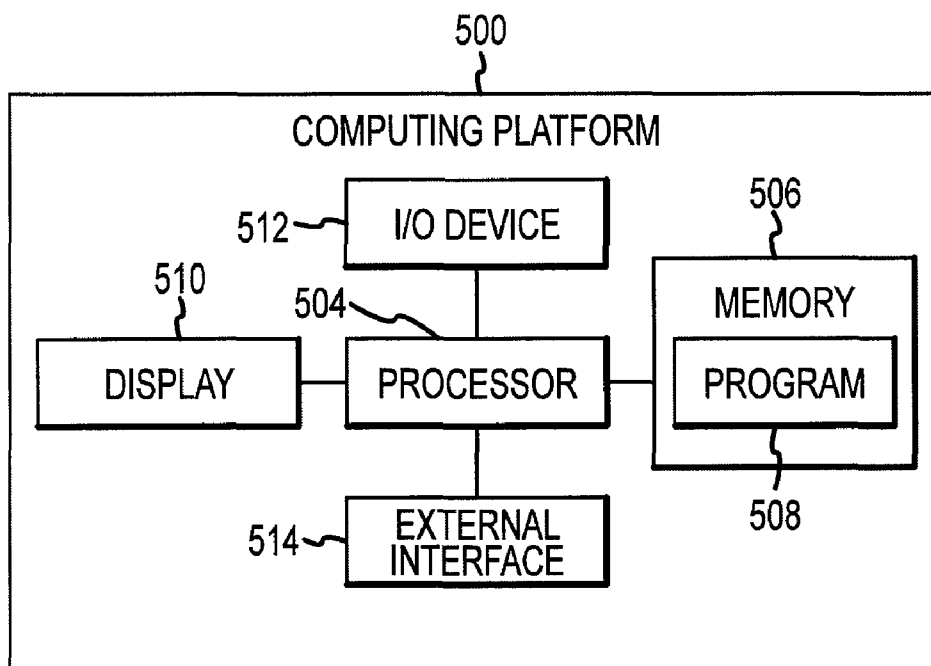 500
COMPUTING PLATFORM
506
512
I/O DEVICE
510
504
MEMORY
DISPLAY
PROCESSOR
PROGRAM
508
514
EXTERNAL
INTERFACE